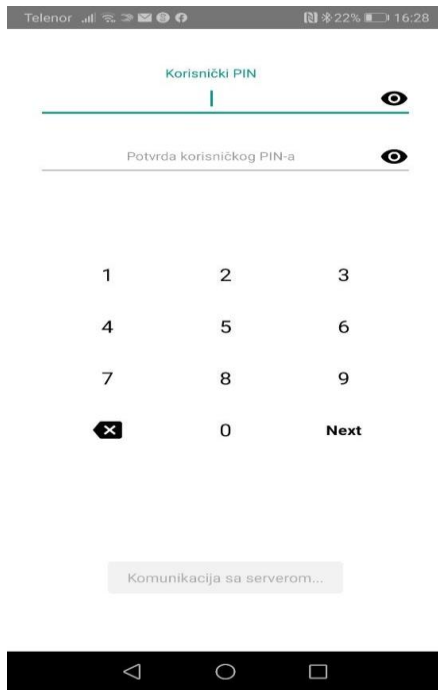 Telenor 22% 16:28
Korisnički PIN
Potvrda korisničkog PIN-a
1 2 3
4 5 6
7 8 9
0 Next
Komunikacija sa serverom...